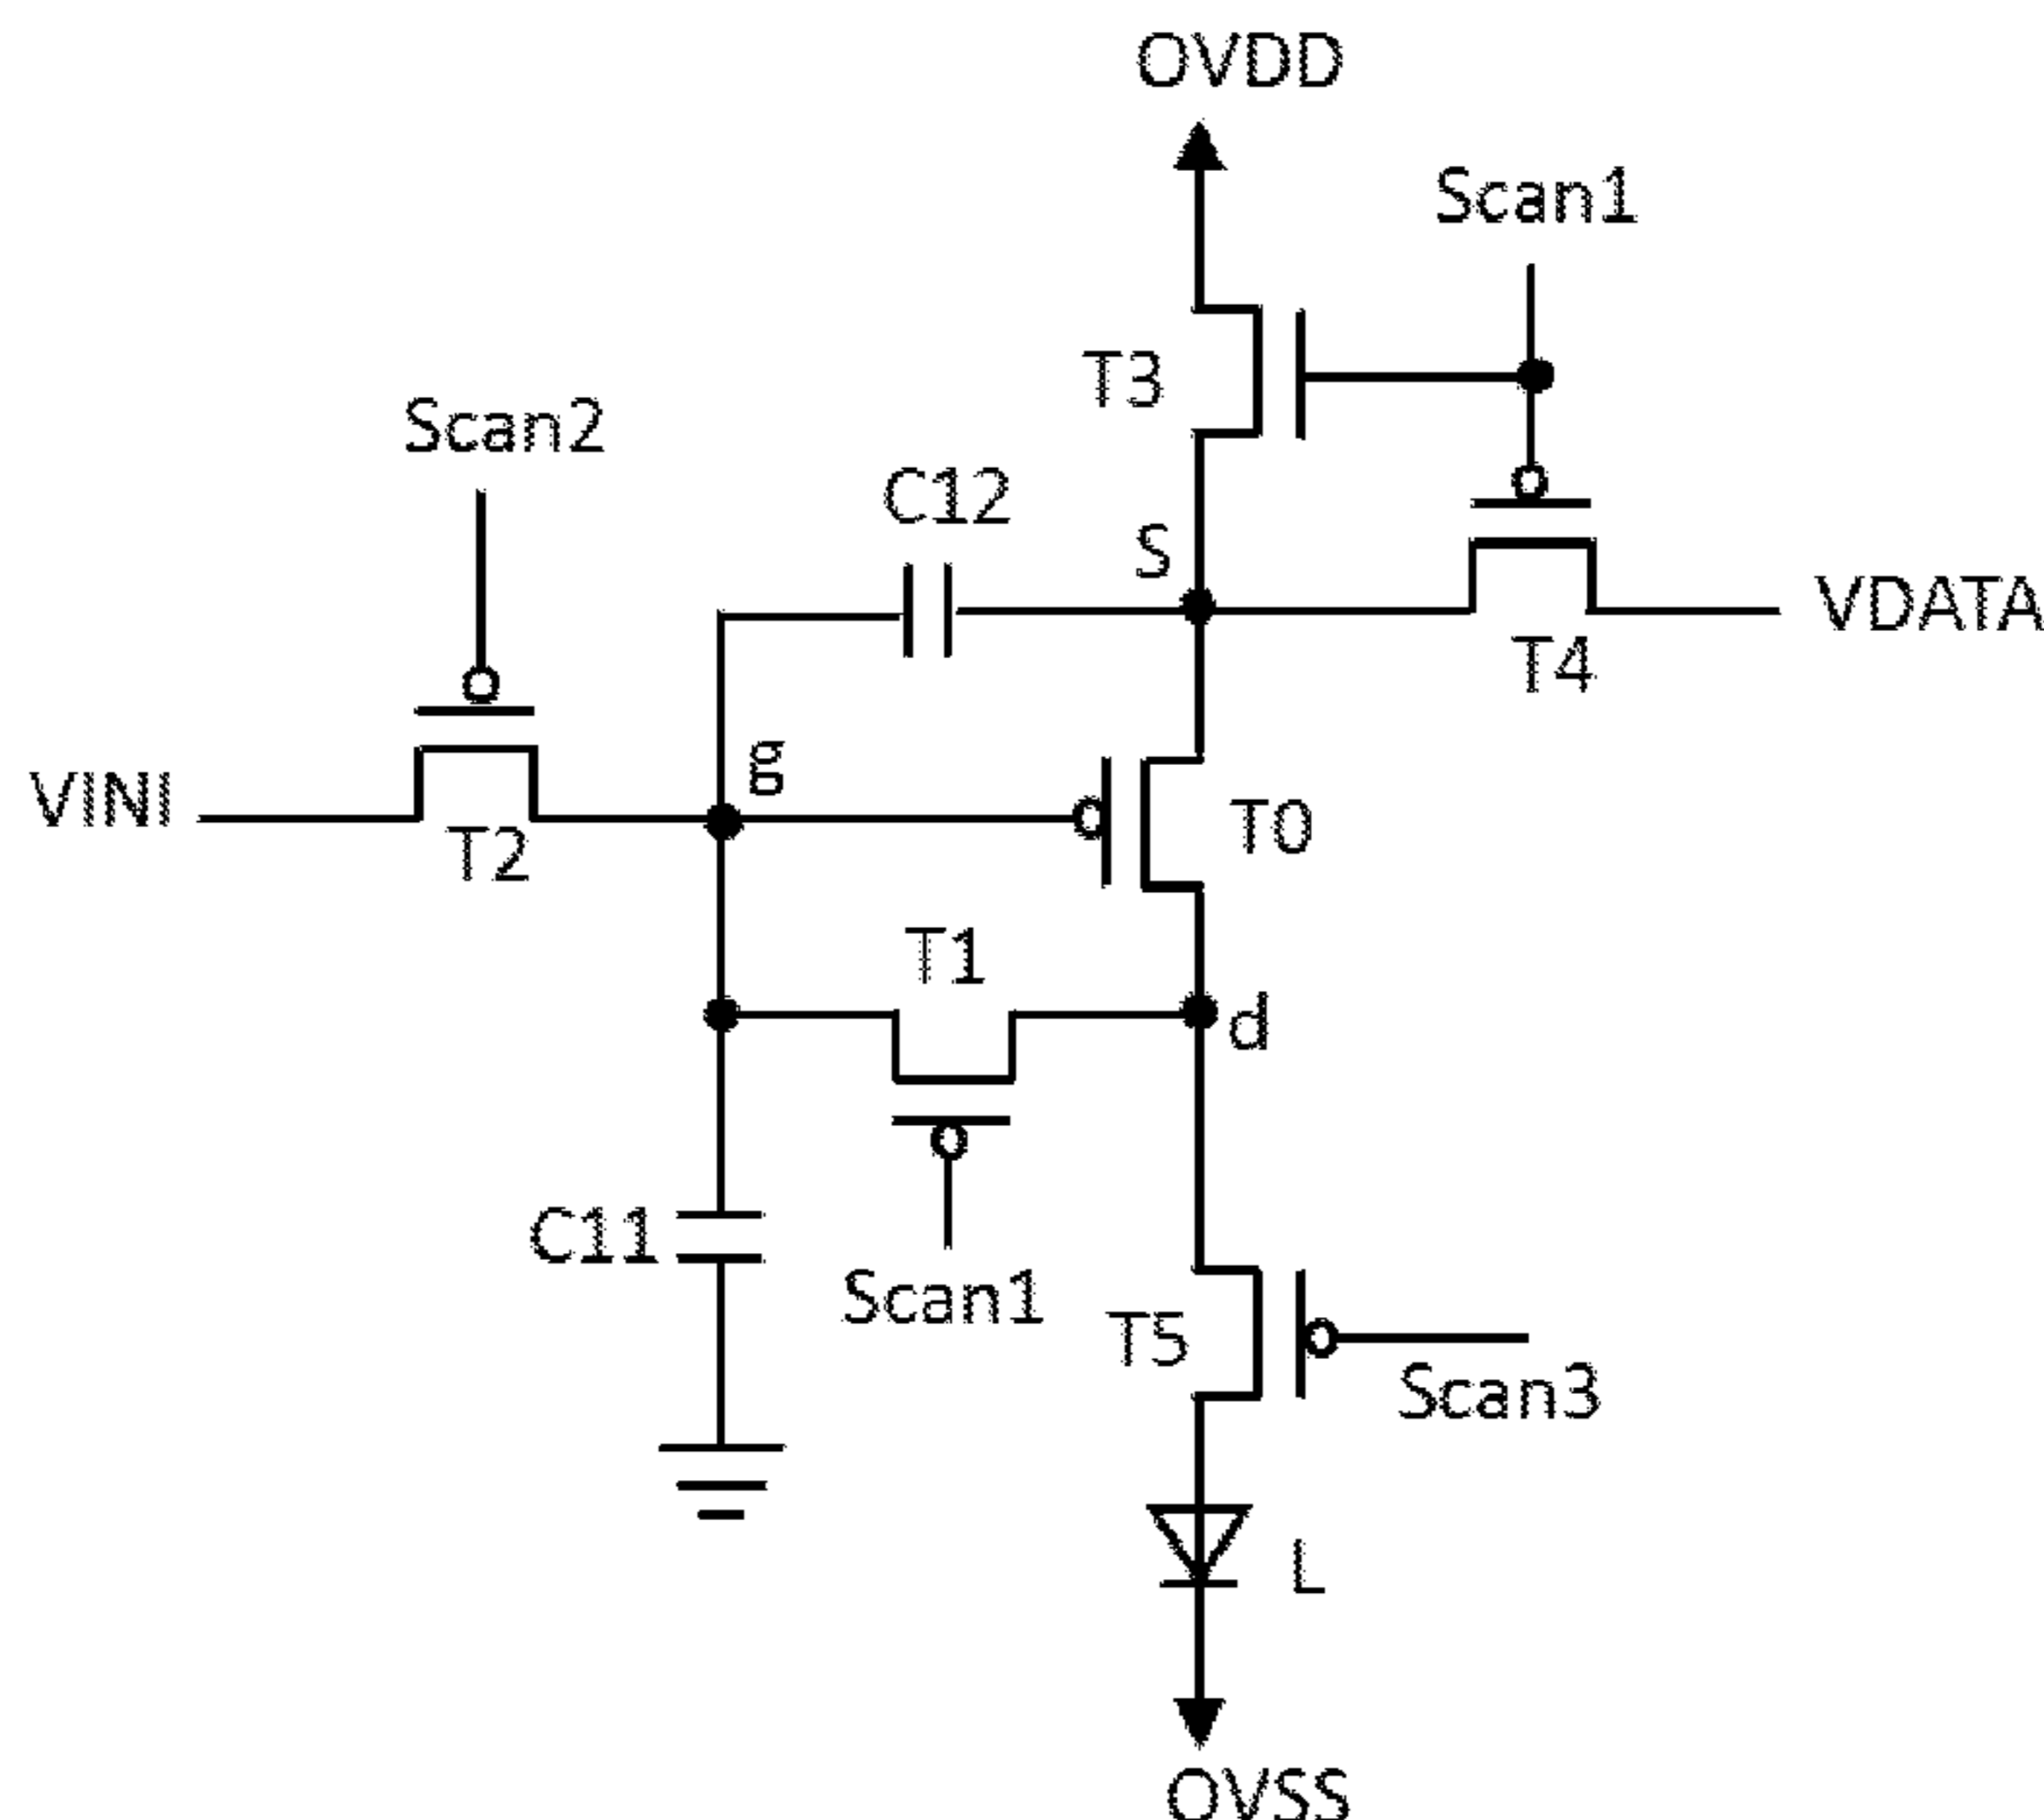 OVDD
Scan1
T3
Scan2
C12
S
VDATA
T4
g
VINI
T0
T2
T1
d
C11
Scan1
T5
Scan3
L
OVSS